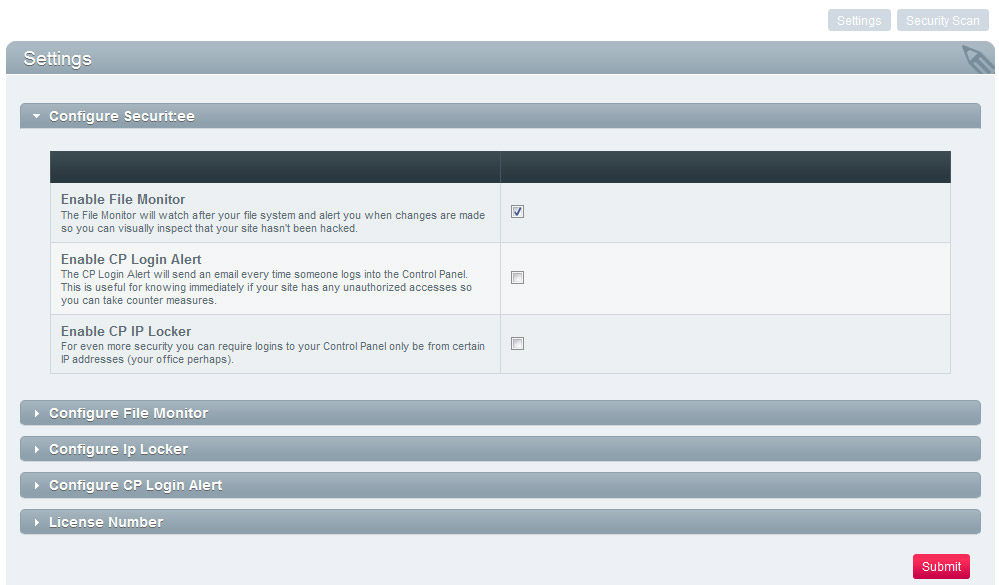 Settings Security Scan
Settings
Configure Securit:ee
Enable File Monitor
The File Monitor will watch after your file system and alert you when changes are made
so you can visually inspect that your site hasn't been hacked.
Enable CP Login Alert
The CP Login Alert will send an email every time someone logs into the Control Panel.
This is useful for knowing immediately if your site has any unauthorized accesses so
you can take counter measures.
Enable CP IP Locker
For even more security you can require logins to your Control Panel only be from certain
IP addresses (your office perhaps).
Configure File Monitor
Configure Ip Locker
Configure CP Login Alert
License Number
Submit